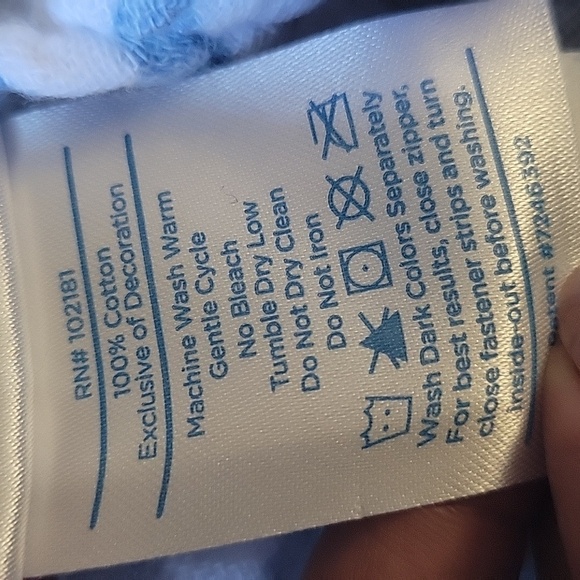 RN# 102181
100% Cotton
Exclusive of Decoration
Machine Wash Warm
Gentle Cycle
No Bleach
Tumble Dry Low
Do Not Dry Clean
Do Not Iron
Wash Dark Colors Separately
For best results, close zipper,
close fastener strips and turn
inside-out before washing.
#7246392